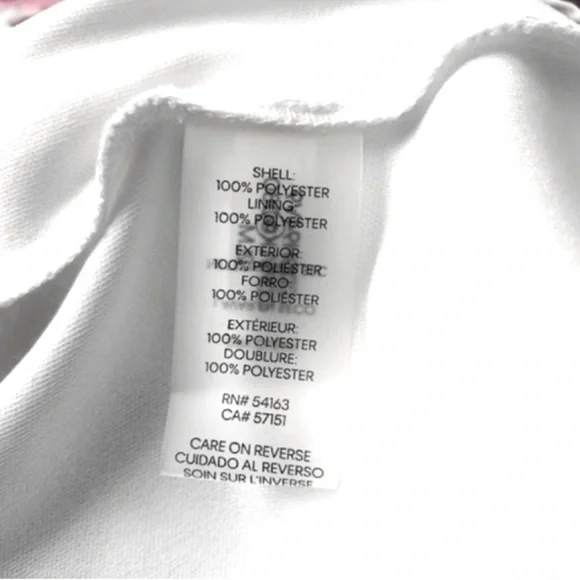 SHELL:
100% POLYESTER
LINING:
100% POLYESTER
EXTERIOR:
100% POLIÉSTER
FORRO:
100% POLIÉSTER
EXTÉRIEUR:
100% POLYESTER
DOUBLURE:
100% POLYESTER
RN# 54163
CA# 57151
CARE ON REVERSE
CUIDADO AL REVERSO
SOIN SUR L'INVERSE